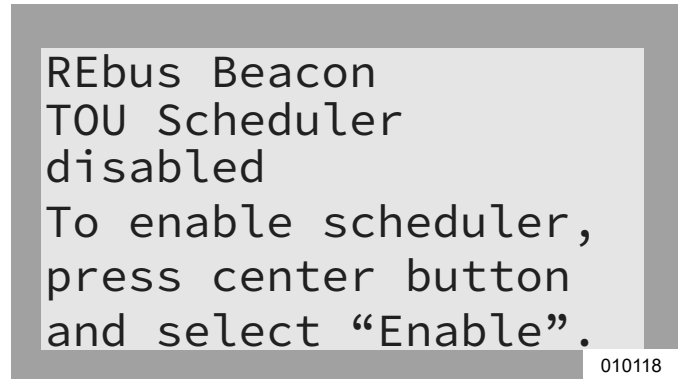 REbus Beacon
TOU Scheduler
disabled
To enable scheduler,
press center button
and select “Enable”.
010118